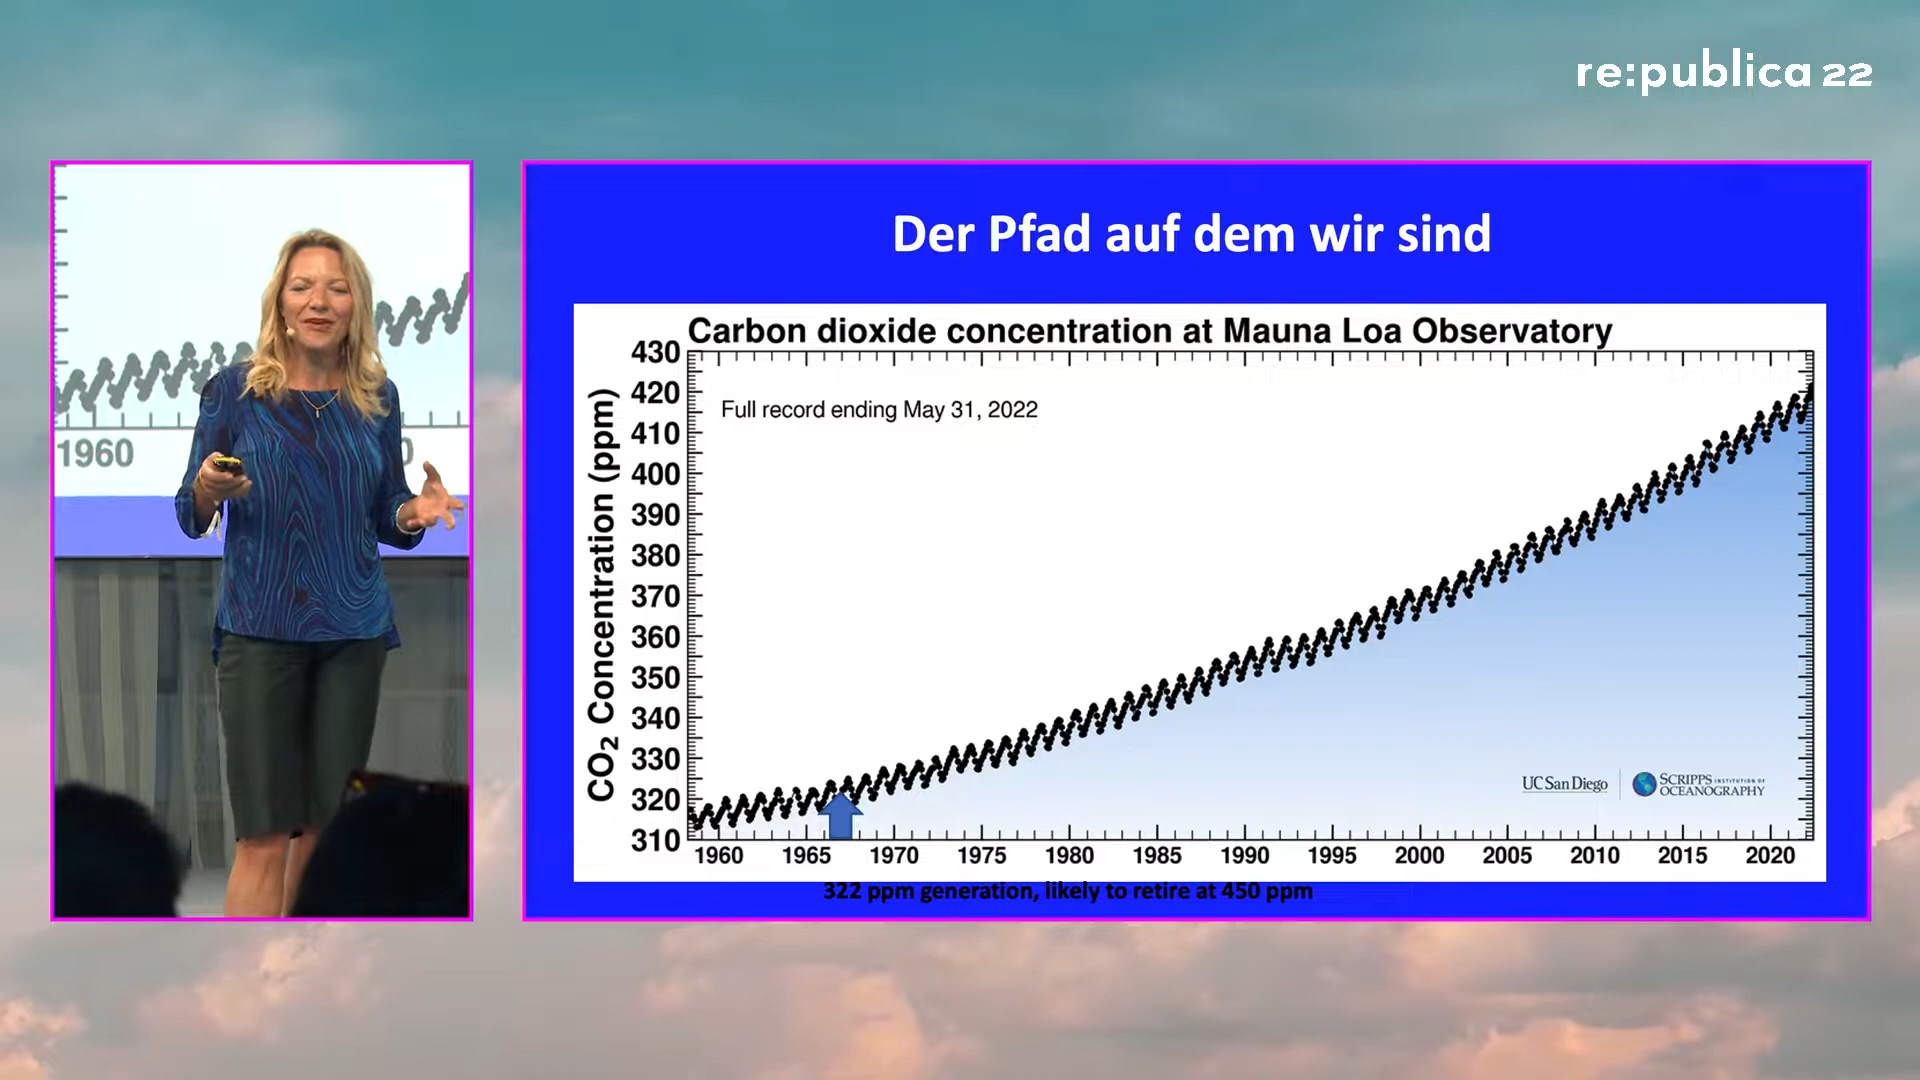 re:publica 22
1960
0
Der Pfad auf dem wir sind
Carbon dioxide concentration at Mauna Loa Observatory
Full record ending May 31, 2022
CO₂ Concentration (ppm)
430
420
410
400
390
380
370
360
350
340
330
320
310
1960 1965 1970 1975 1980 1985 1990 1995 2000 2005 2010 2015 2020
UC San Diego
SCRIPPS INSTITUTION OF
OCEANOGRAPHY
322 ppm generation, likely to retire at 450 ppm